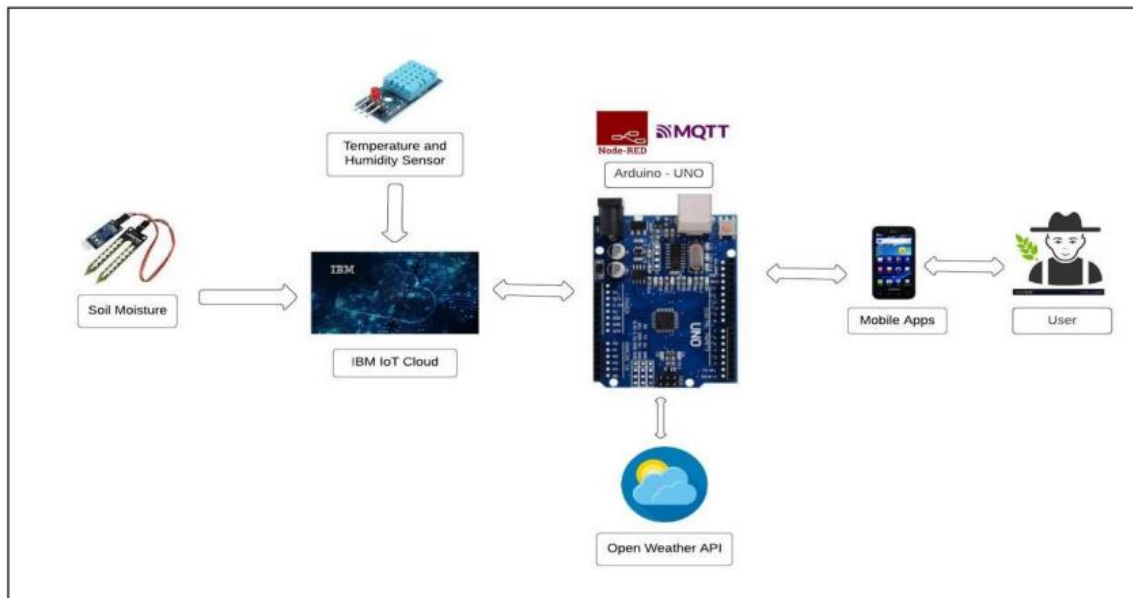 Temperature and
Humidity Sensor
Node-RED
MQTT
Arduino - UNO
Soil Moisture
IBM
IBM IoT Cloud
UNO
Mobile Apps
User
Open Weather API